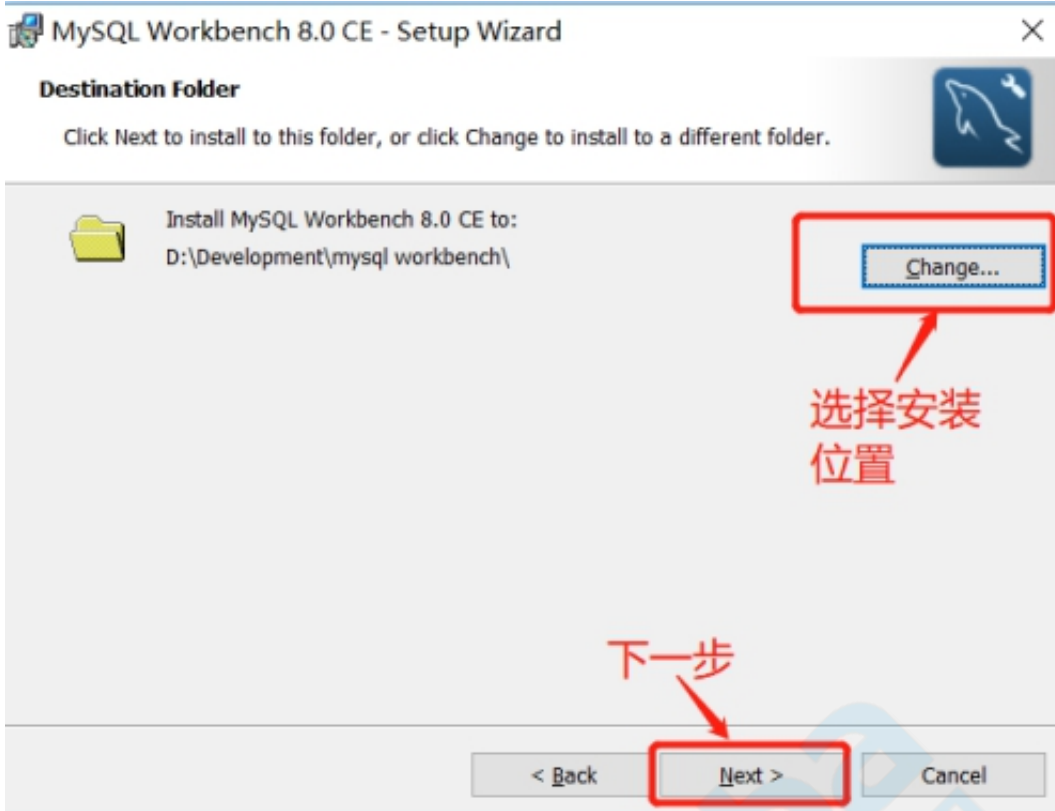 MySQL Workbench 8.0 CE - Setup Wizard
Destination Folder
Click Next to install to this folder, or click Change to install to a different folder.
Install MySQL Workbench 8.0 CE to:
D:\Development\mysql workbench\
Change...
选择安装
位置
下一步
< Back
Next >
Cancel